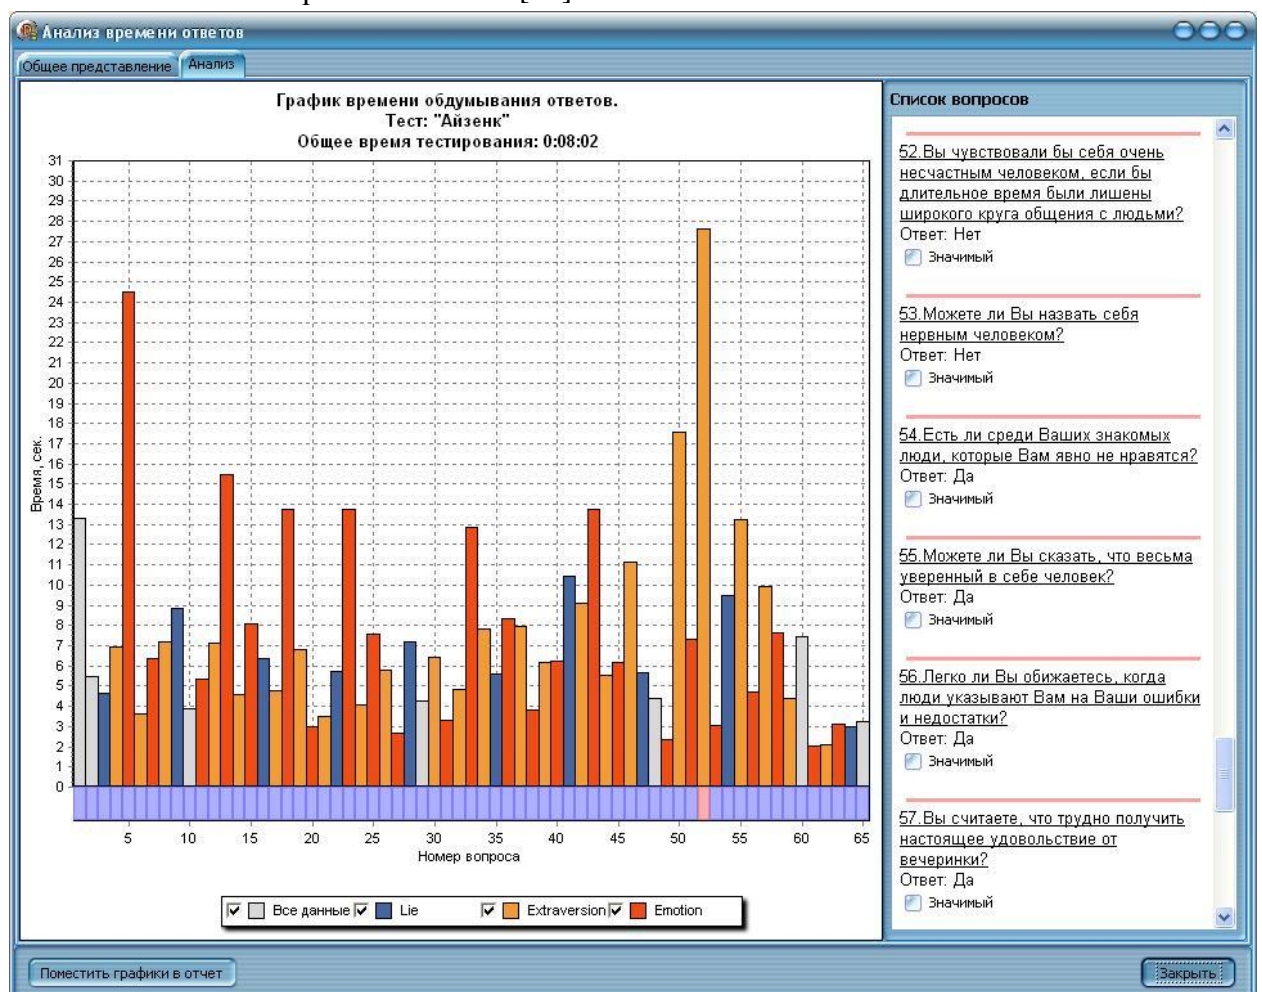 Анализ времени ответов
Общее представление Анализ
График времени обдумывания ответов.
Тест: "Айзенк"
Общее время тестирования: 0:08:02
31
30
29
28
27
26
25
24
23
22
21
20
19
18
17
16
15
14
13
12
11
10
9
8
7
6
5
4
3
2
1
0
Время, сек.
5 10 15 20 25 30 35 40 45 50 55 60 65
Номер вопроса
Все данные Lie Extraversion Emotion
Список вопросов
52.Вы чувствовали бы себя очень
несчастным человеком, если бы
длительное время были лишены
широкого круга общения с людьми?
Ответ: Нет
Значимый
53.Можете ли Вы назвать себя
нервным человеком?
Ответ: Нет
Значимый
54.Есть ли среди Ваших знакомых
люди, которые Вам явно не нравятся?
Ответ: Да
Значимый
55.Можете ли Вы сказать, что весьма
уверенный в себе человек?
Ответ: Да
Значимый
56.Легко ли Вы обижаетесь, когда
люди указывают Вам на Ваши ошибки
и недостатки?
Ответ: Да
Значимый
57.Вы считаете, что трудно получить
настоящее удовольствие от
вечеринки?
Ответ: Да
Значимый
Поместить графики в отчет
Закрыть